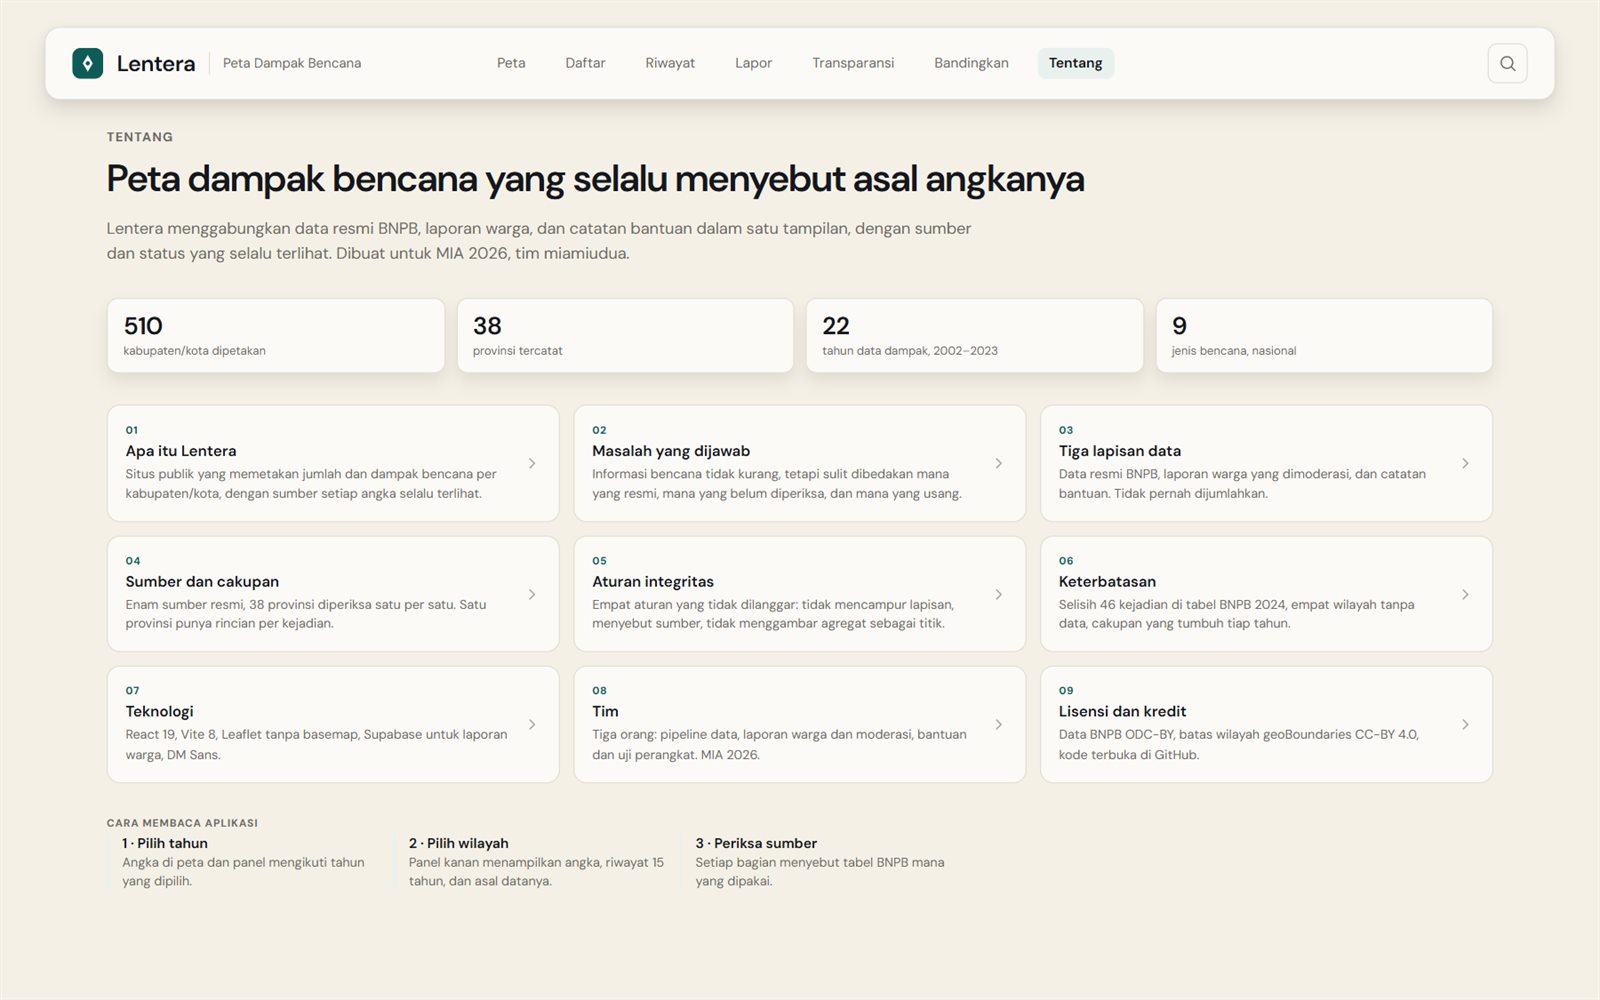 Lentera
Peta Dampak Bencana
Peta
Daftar
Riwayat
Lapor
Transparansi
Bandingkan
Tentang
TENTANG
Peta dampak bencana yang selalu menyebut asal angkanya
Lentera menggabungkan data resmi BNPB, laporan warga, dan catatan bantuan dalam satu tampilan, dengan sumber
dan status yang selalu terlihat. Dibuat untuk MIA 2026, tim miamiudua.
510
kabupaten/kota dipetakan
38
provinsi tercatat
22
tahun data dampak, 2002–2023
9
jenis bencana, nasional
01
Apa itu Lentera
Situs publik yang memetakan jumlah dan dampak bencana per
kabupaten/kota, dengan sumber setiap angka selalu terlihat.
02
Masalah yang dijawab
Informasi bencana tidak kurang, tetapi sulit dibedakan mana
yang resmi, mana yang belum diperiksa, dan mana yang usang.
03
Tiga lapisan data
Data resmi BNPB, laporan warga yang dimoderasi, dan catatan
bantuan. Tidak pernah dijumlahkan.
04
Sumber dan cakupan
Enam sumber resmi, 38 provinsi diperiksa satu per satu. Satu
provinsi punya rincian per kejadian.
05
Aturan integritas
Empat aturan yang tidak dilanggar: tidak mencampur lapisan,
menyebut sumber, tidak menggambar agregat sebagai titik.
06
Keterbatasan
Selisih 46 kejadian di tabel BNPB 2024, empat wilayah tanpa
data, cakupan yang tumbuh tiap tahun.
07
Teknologi
React 19, Vite 8, Leaflet tanpa basemap, Supabase untuk laporan
warga, DM Sans.
08
Tim
Tiga orang: pipeline data, laporan warga dan moderasi, bantuan
dan uji perangkat. MIA 2026.
09
Lisensi dan kredit
Data BNPB ODC-BY, batas wilayah geoBoundaries CC-BY 4.0,
kode terbuka di GitHub.
CARA MEMBACA APLIKASI
1 · Pilih tahun
Angka di peta dan panel mengikuti tahun
yang dipilih.
2 · Pilih wilayah
Panel kanan menampilkan angka, riwayat 15
tahun, dan asal datanya.
3 · Periksa sumber
Setiap bagian menyebut tabel BNPB mana
yang dipakai.